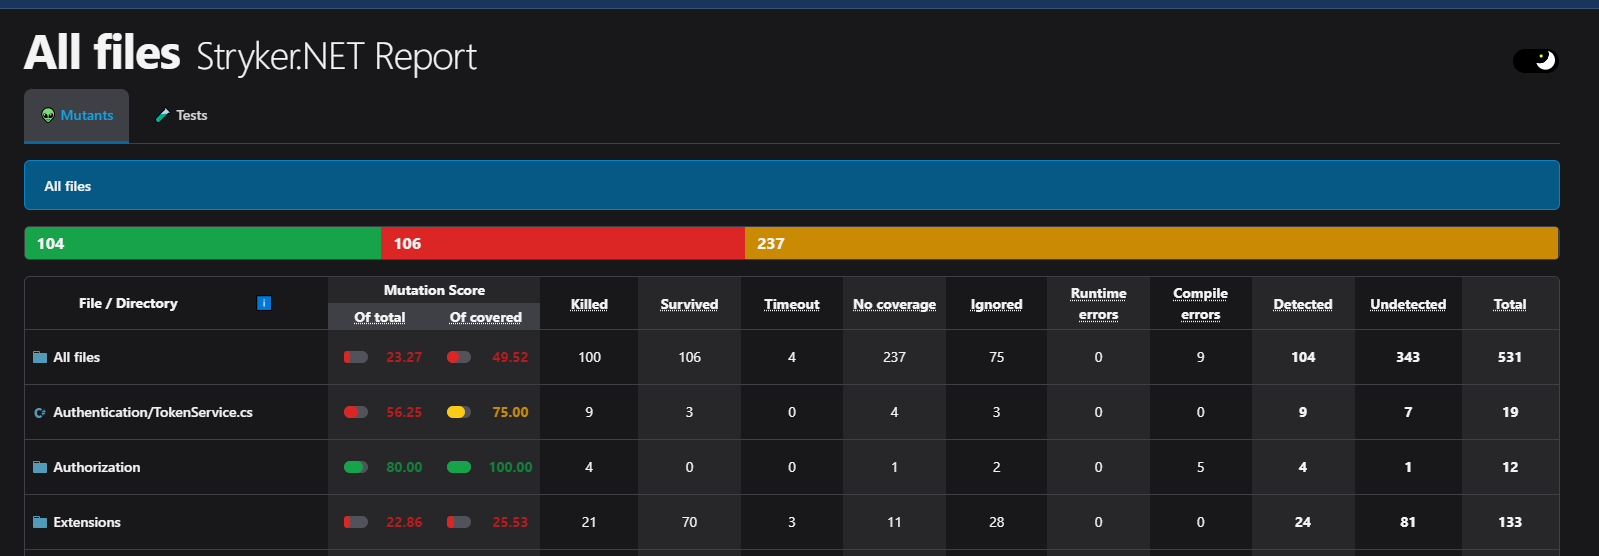 All files Stryker.NET Report
Mutants Tests
All files
104 106 237
File / Directory i Mutation Score Killed Survived Timeout No coverage Ignored Runtime errors Compile errors Detected Undetected Total
Of total Of covered
All files 23.27 49.52 100 106 4 237 75 0 9 104 343 531
C# Authentication/TokenService.cs 56.25 75.00 9 3 0 4 3 0 0 9 7 19
Authorization 80.00 100.00 4 0 0 1 2 0 5 4 1 12
Extensions 22.86 25.53 21 70 3 11 28 0 0 24 81 133